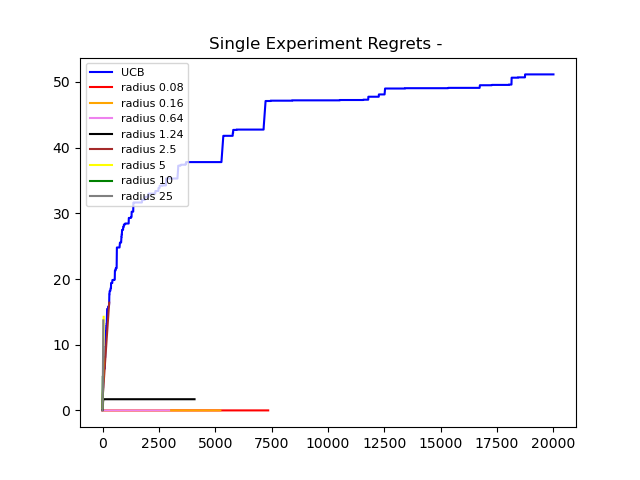 Single Experiment Regrets -
UCB
radius 0.08
radius 0.16
radius 0.64
radius 1.24
radius 2.5
radius 5
radius 10
radius 25
50
40
30
20
10
0
0 2500 5000 7500 10000 12500 15000 17500 20000